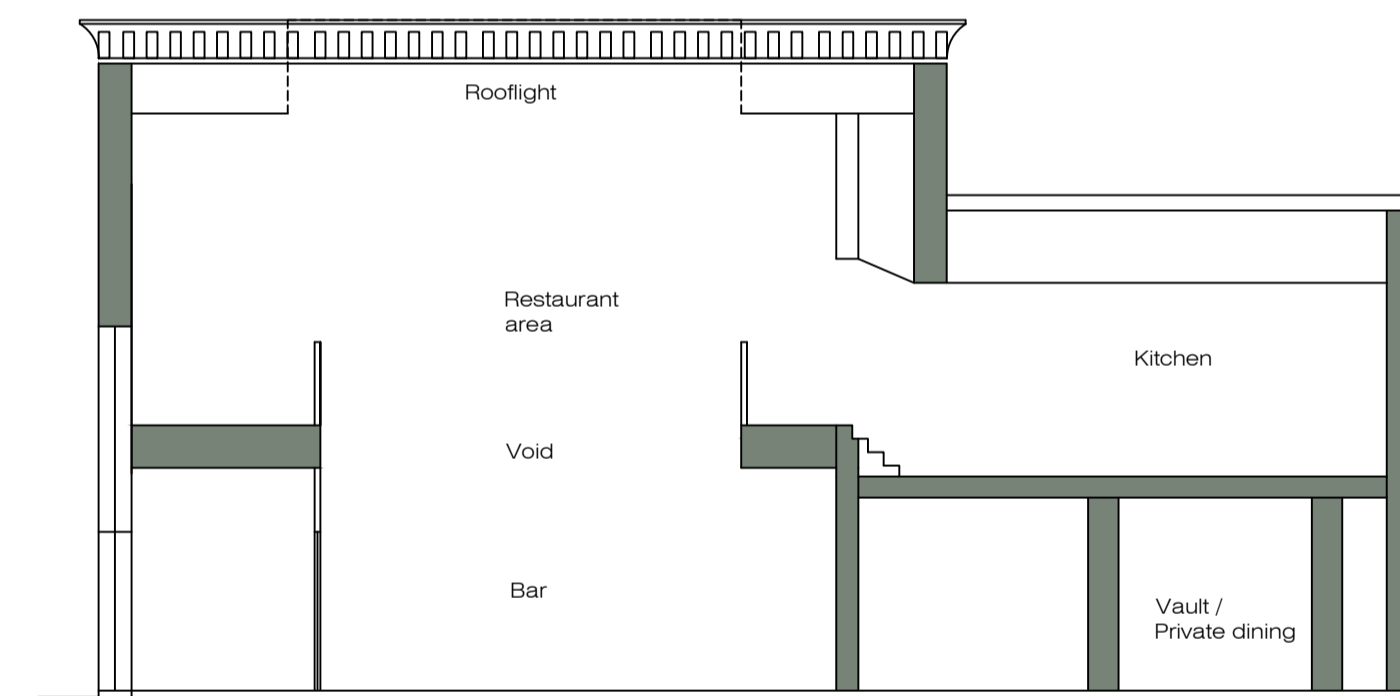 Rooflight
Restaurant
area
Kitchen
Void
Bar
Vault /
Private dining